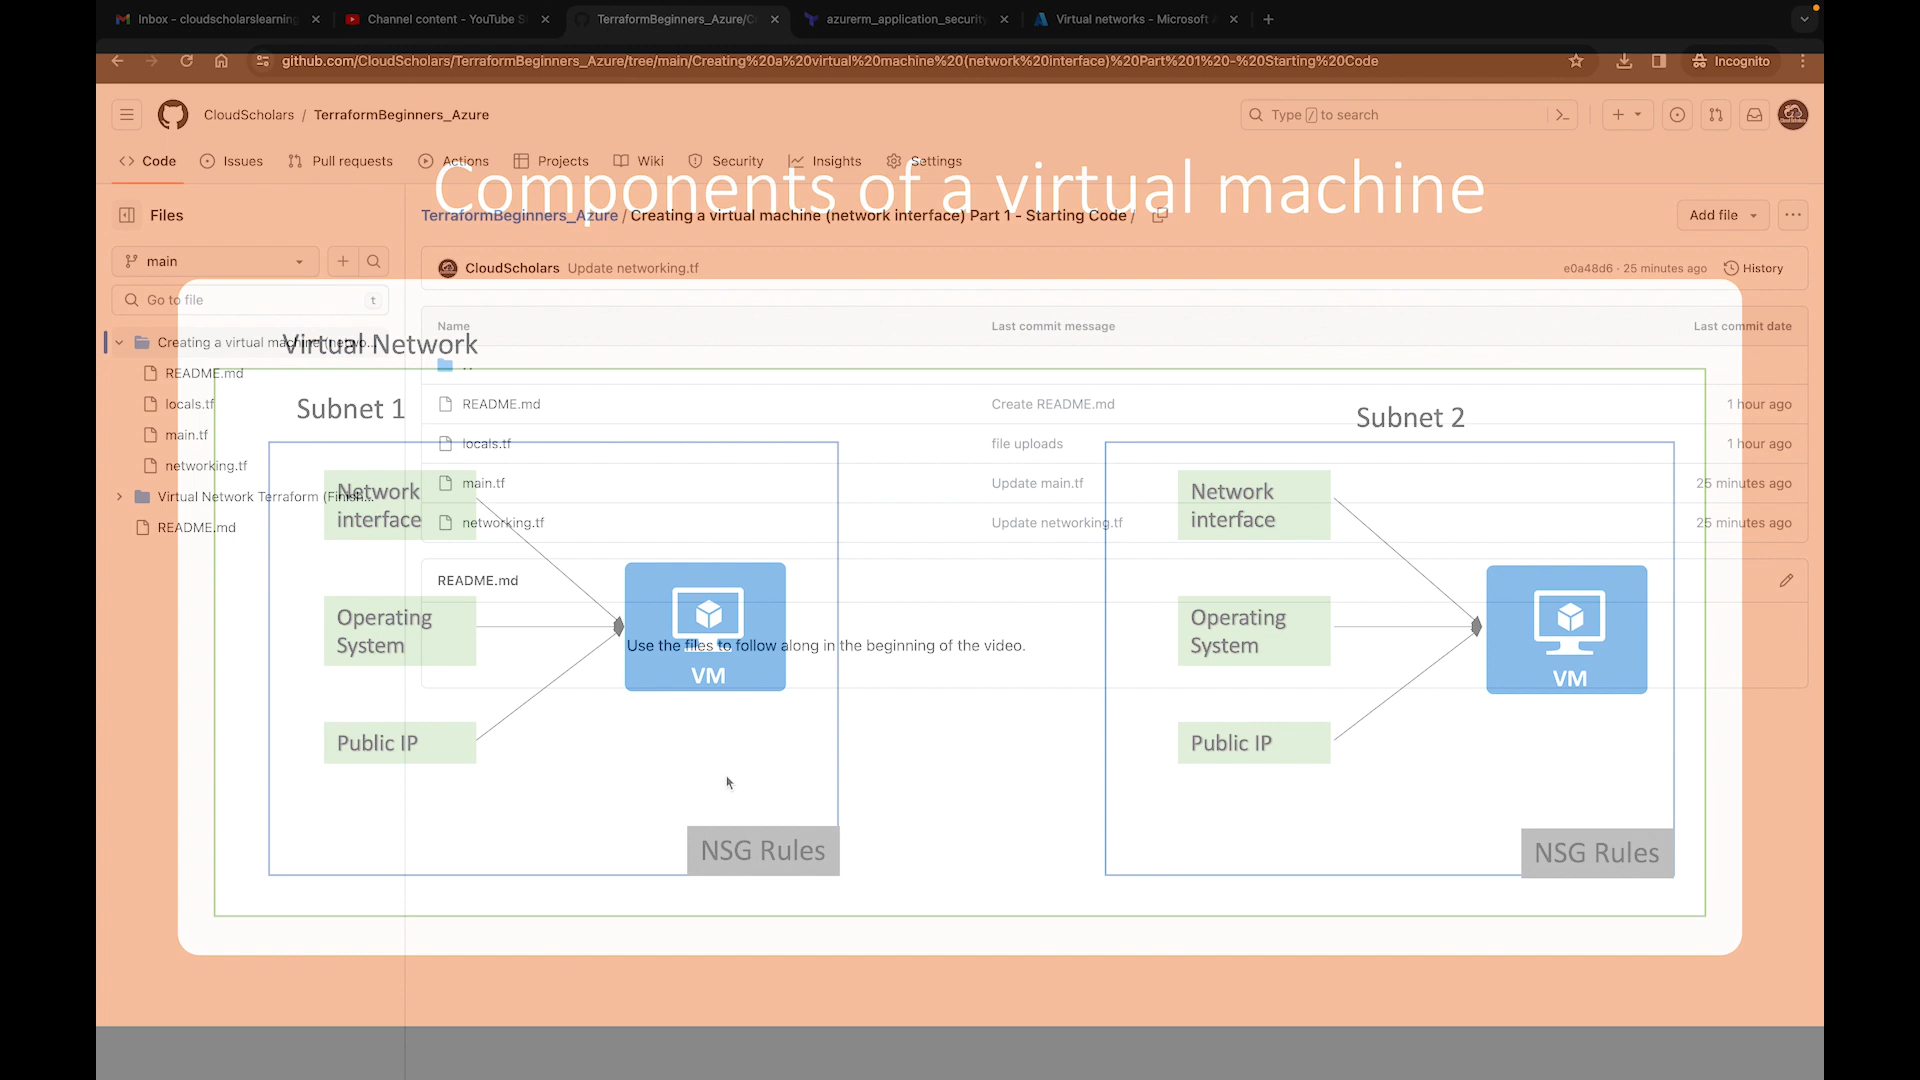 Inbox - cloudscholarslearning
Channel content - YouTube S
TerraformBeginners_Azure/C
azurerm_application_security
Virtual networks - Microsoft A
github.com/CloudScholars/TerraformBeginners_Azure/tree/main/Creating%20a%20virtual%20machine%20(network%20interface)%20Part%201%20-%20Starting%20Code
Incognito
CloudScholars / TerraformBeginners_Azure
Type / to search
Code
Issues
Pull requests
Actions
Projects
Wiki
Security
Insights
Settings
Components of a virtual machine
Files
TerraformBeginners_Azure / Creating a virtual machine (network interface) Part 1 - Starting Code /
Add file
main
CloudScholars Update networking.tf
e0a48d6 · 25 minutes ago
History
Go to file
t
Name
Last commit message
Last commit date
Creating a virtual machine (netwo...
Virtual Network
..
README.md
locals.tf
main.tf
networking.tf
Virtual Network Terraform (Finish...
README.md
README.md
Create README.md
1 hour ago
locals.tf
file uploads
1 hour ago
main.tf
Update main.tf
25 minutes ago
networking.tf
Update networking.tf
25 minutes ago
README.md
Use the files to follow along in the beginning of the video.
Subnet 1
Network
interface
Operating
System
Public IP
VM
NSG Rules
Subnet 2
Network
interface
Operating
System
Public IP
VM
NSG Rules